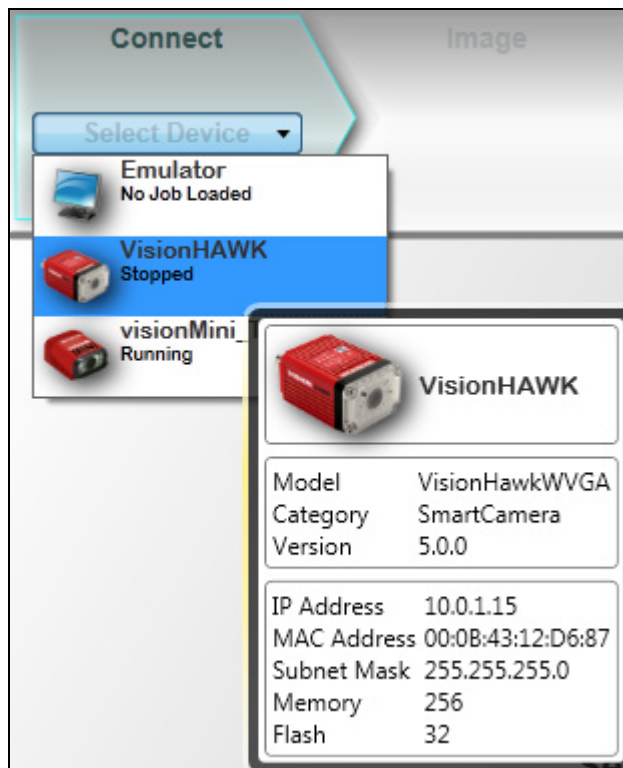 Connect
Image
Select Device
Emulator
No Job Loaded
VisionHAWK
Stopped
visionMini_
Running
VisionHAWK
Model VisionHawkWVGA
Category SmartCamera
Version 5.0.0
IP Address 10.0.1.15
MAC Address 00:0B:43:12:D6:87
Subnet Mask 255.255.255.0
Memory 256
Flash 32